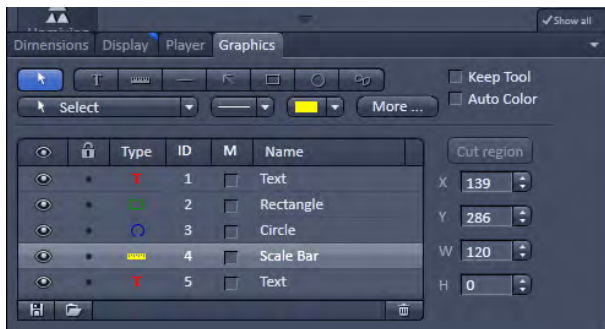 Show all
Dimensions Display Player Graphics
T
Keep Tool
Select More ... Auto Color
Type ID M Name Cut region
T 1 Text X 139
2 Rectangle
3 Circle Y 286
4 Scale Bar W 120
T 5 Text H 0